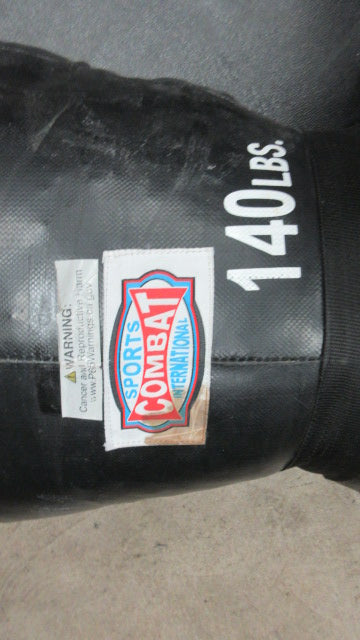 ⚠ WARNING:
Cancer and Reproductive Harm
www.P65Warnings.ca.gov
SPORTS
COMBAT
INTERNATIONAL
140LBS.